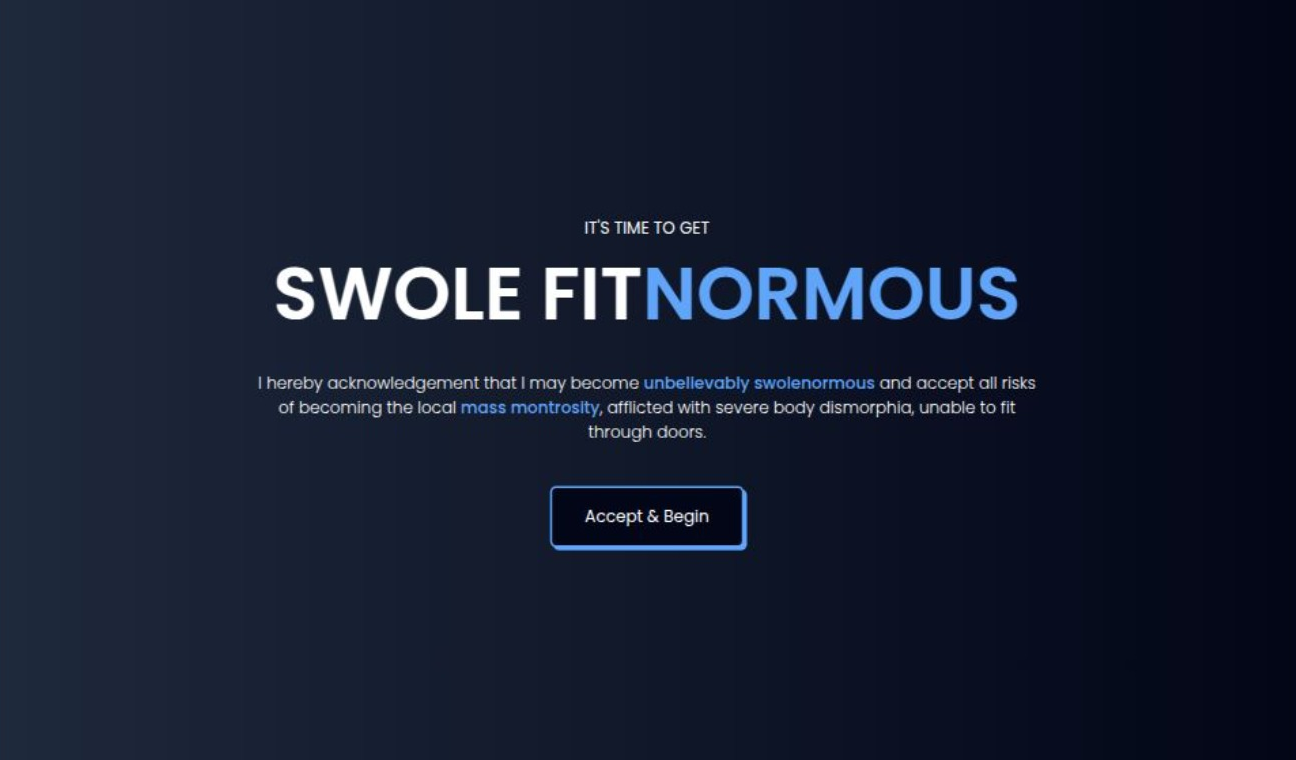 IT'S TIME TO GET
SWOLE FITNORMOUS
I hereby acknowledgement that I may become unbelievably swolenormous and accept all risks
of becoming the local mass montrosity, afflicted with severe body dismorphia, unable to fit
through doors.
Accept & Begin